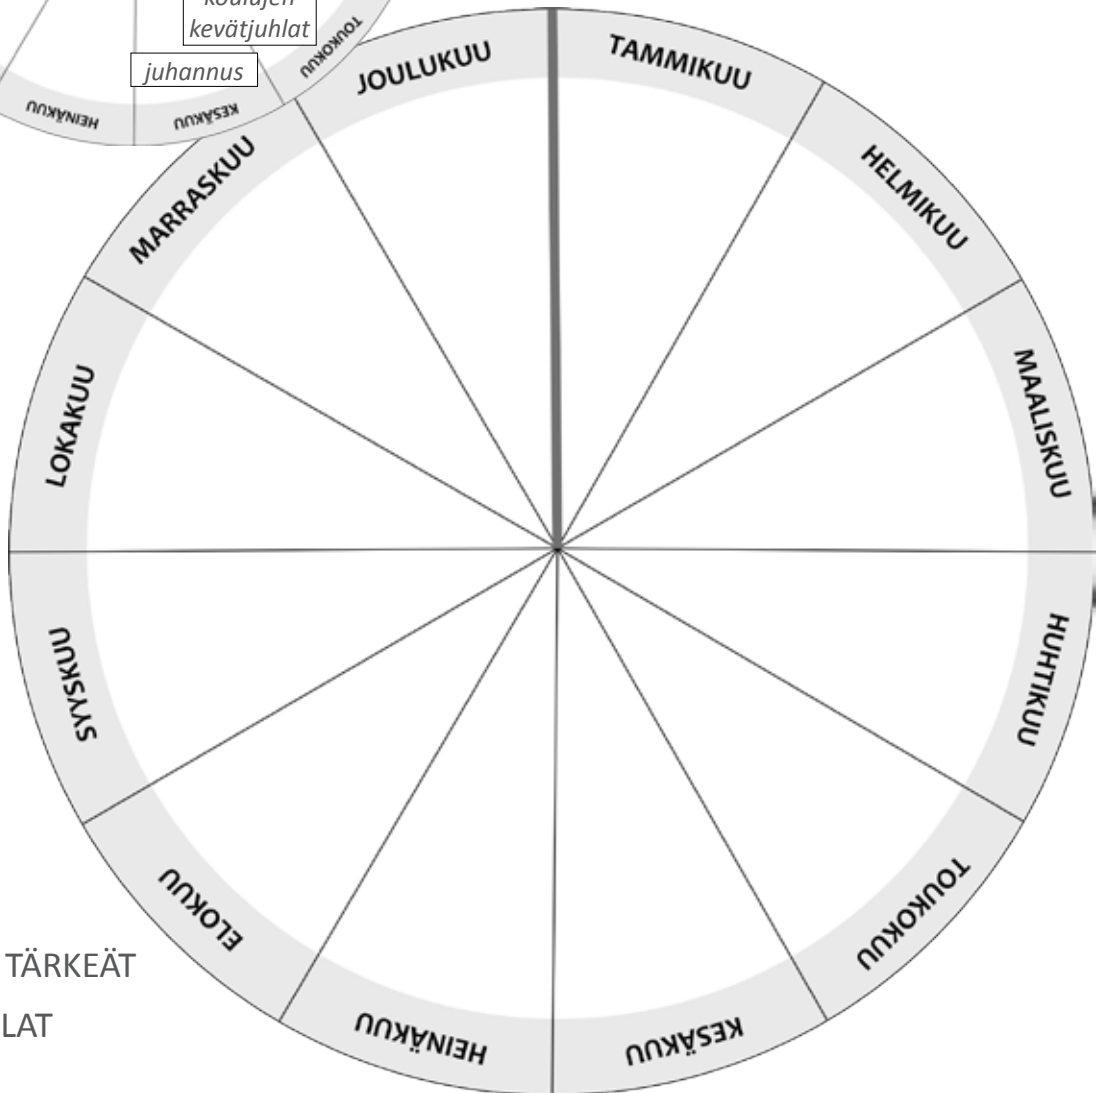 koulujen
kevätjuhlat
juhannus
TOUKOKUU
KESÄKUU
HEINÄKUU
TAMMIKUU
HELMIKUU
MAALISKUU
HUHTIKUU
TOUKOKUU
KESÄKUU
HEINÄKUU
ELOKUU
SYYSKUU
LOKAKUU
MARRASKUU
JOULUKUU
TÄRKEÄT
LAT